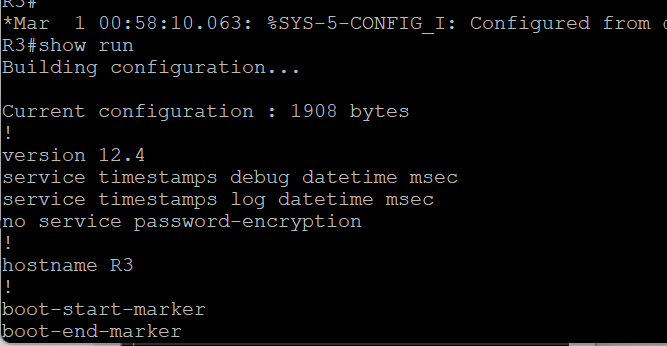 R3#
*Mar  1 00:58:10.063: %SYS-5-CONFIG_I: Configured from
R3#show run
Building configuration...

Current configuration : 1908 bytes
!
version 12.4
service timestamps debug datetime msec
service timestamps log datetime msec
no service password-encryption
!
hostname R3
!
boot-start-marker
boot-end-marker